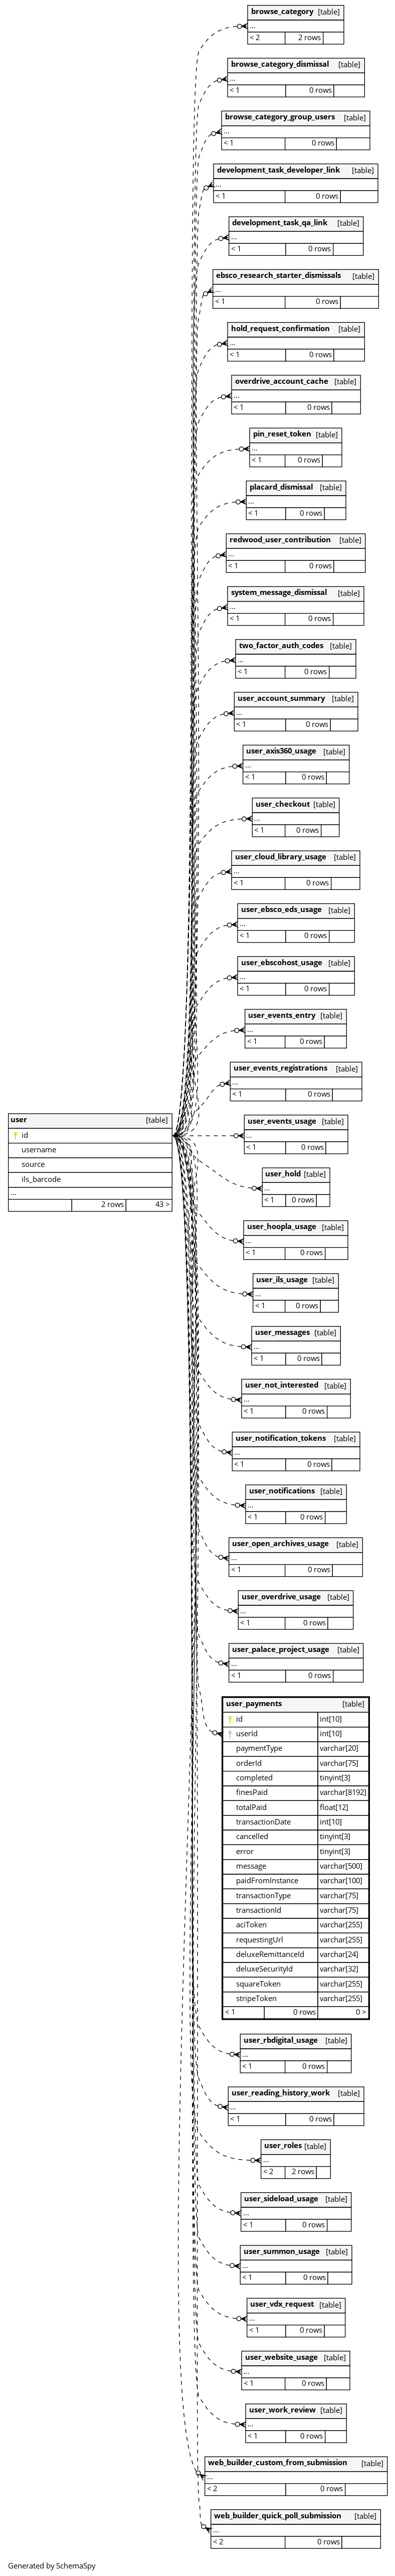 browse_category [table]
...
< 2 2 rows
browse_category_dismissal [table]
...
< 1 0 rows
browse_category_group_users [table]
...
< 1 0 rows
development_task_developer_link [table]
...
< 1 0 rows
development_task_qa_link [table]
...
< 1 0 rows
ebsco_research_starter_dismissals [table]
...
< 1 0 rows
hold_request_confirmation [table]
...
< 1 0 rows
overdrive_account_cache [table]
...
< 1 0 rows
pin_reset_token [table]
...
< 1 0 rows
placard_dismissal [table]
...
< 1 0 rows
redwood_user_contribution [table]
...
< 1 0 rows
system_message_dismissal [table]
...
< 1 0 rows
two_factor_auth_codes [table]
...
< 1 0 rows
user_account_summary [table]
...
< 1 0 rows
user_axis360_usage [table]
...
< 1 0 rows
user_checkout [table]
...
< 1 0 rows
user_cloud_library_usage [table]
...
< 1 0 rows
user_ebsco_eds_usage [table]
...
< 1 0 rows
user_ebscohost_usage [table]
...
< 1 0 rows
user_events_entry [table]
...
< 1 0 rows
user_events_registrations [table]
...
< 1 0 rows
user [table]
id
username
source
ils_barcode
...
2 rows 43 >
user_events_usage [table]
...
< 1 0 rows
user_hold [table]
...
< 1 0 rows
user_hoopla_usage [table]
...
< 1 0 rows
user_ils_usage [table]
...
< 1 0 rows
user_messages [table]
...
< 1 0 rows
user_not_interested [table]
...
< 1 0 rows
user_notification_tokens [table]
...
< 1 0 rows
user_notifications [table]
...
< 1 0 rows
user_open_archives_usage [table]
...
< 1 0 rows
user_overdrive_usage [table]
...
< 1 0 rows
user_palace_project_usage [table]
...
< 1 0 rows
user_payments [table]
id int[10]
userId int[10]
paymentType varchar[20]
orderId varchar[75]
completed tinyint[3]
finesPaid varchar[8192]
totalPaid float[12]
transactionDate int[10]
cancelled tinyint[3]
error tinyint[3]
message varchar[500]
paidFromInstance varchar[100]
transactionType varchar[75]
transactionId varchar[75]
aciToken varchar[255]
requestingUrl varchar[255]
deluxeRemittanceId varchar[24]
deluxeSecurityId varchar[32]
squareToken varchar[255]
stripeToken varchar[255]
< 1 0 rows 0 >
user_rbdigital_usage [table]
...
< 1 0 rows
user_reading_history_work [table]
...
< 1 0 rows
user_roles [table]
...
< 2 2 rows
user_sideload_usage [table]
...
< 1 0 rows
user_summon_usage [table]
...
< 1 0 rows
user_vdx_request [table]
...
< 1 0 rows
user_website_usage [table]
...
< 1 0 rows
user_work_review [table]
...
< 1 0 rows
web_builder_custom_from_submission [table]
...
< 2 0 rows
web_builder_quick_poll_submission [table]
...
< 2 0 rows
Generated by SchemaSpy